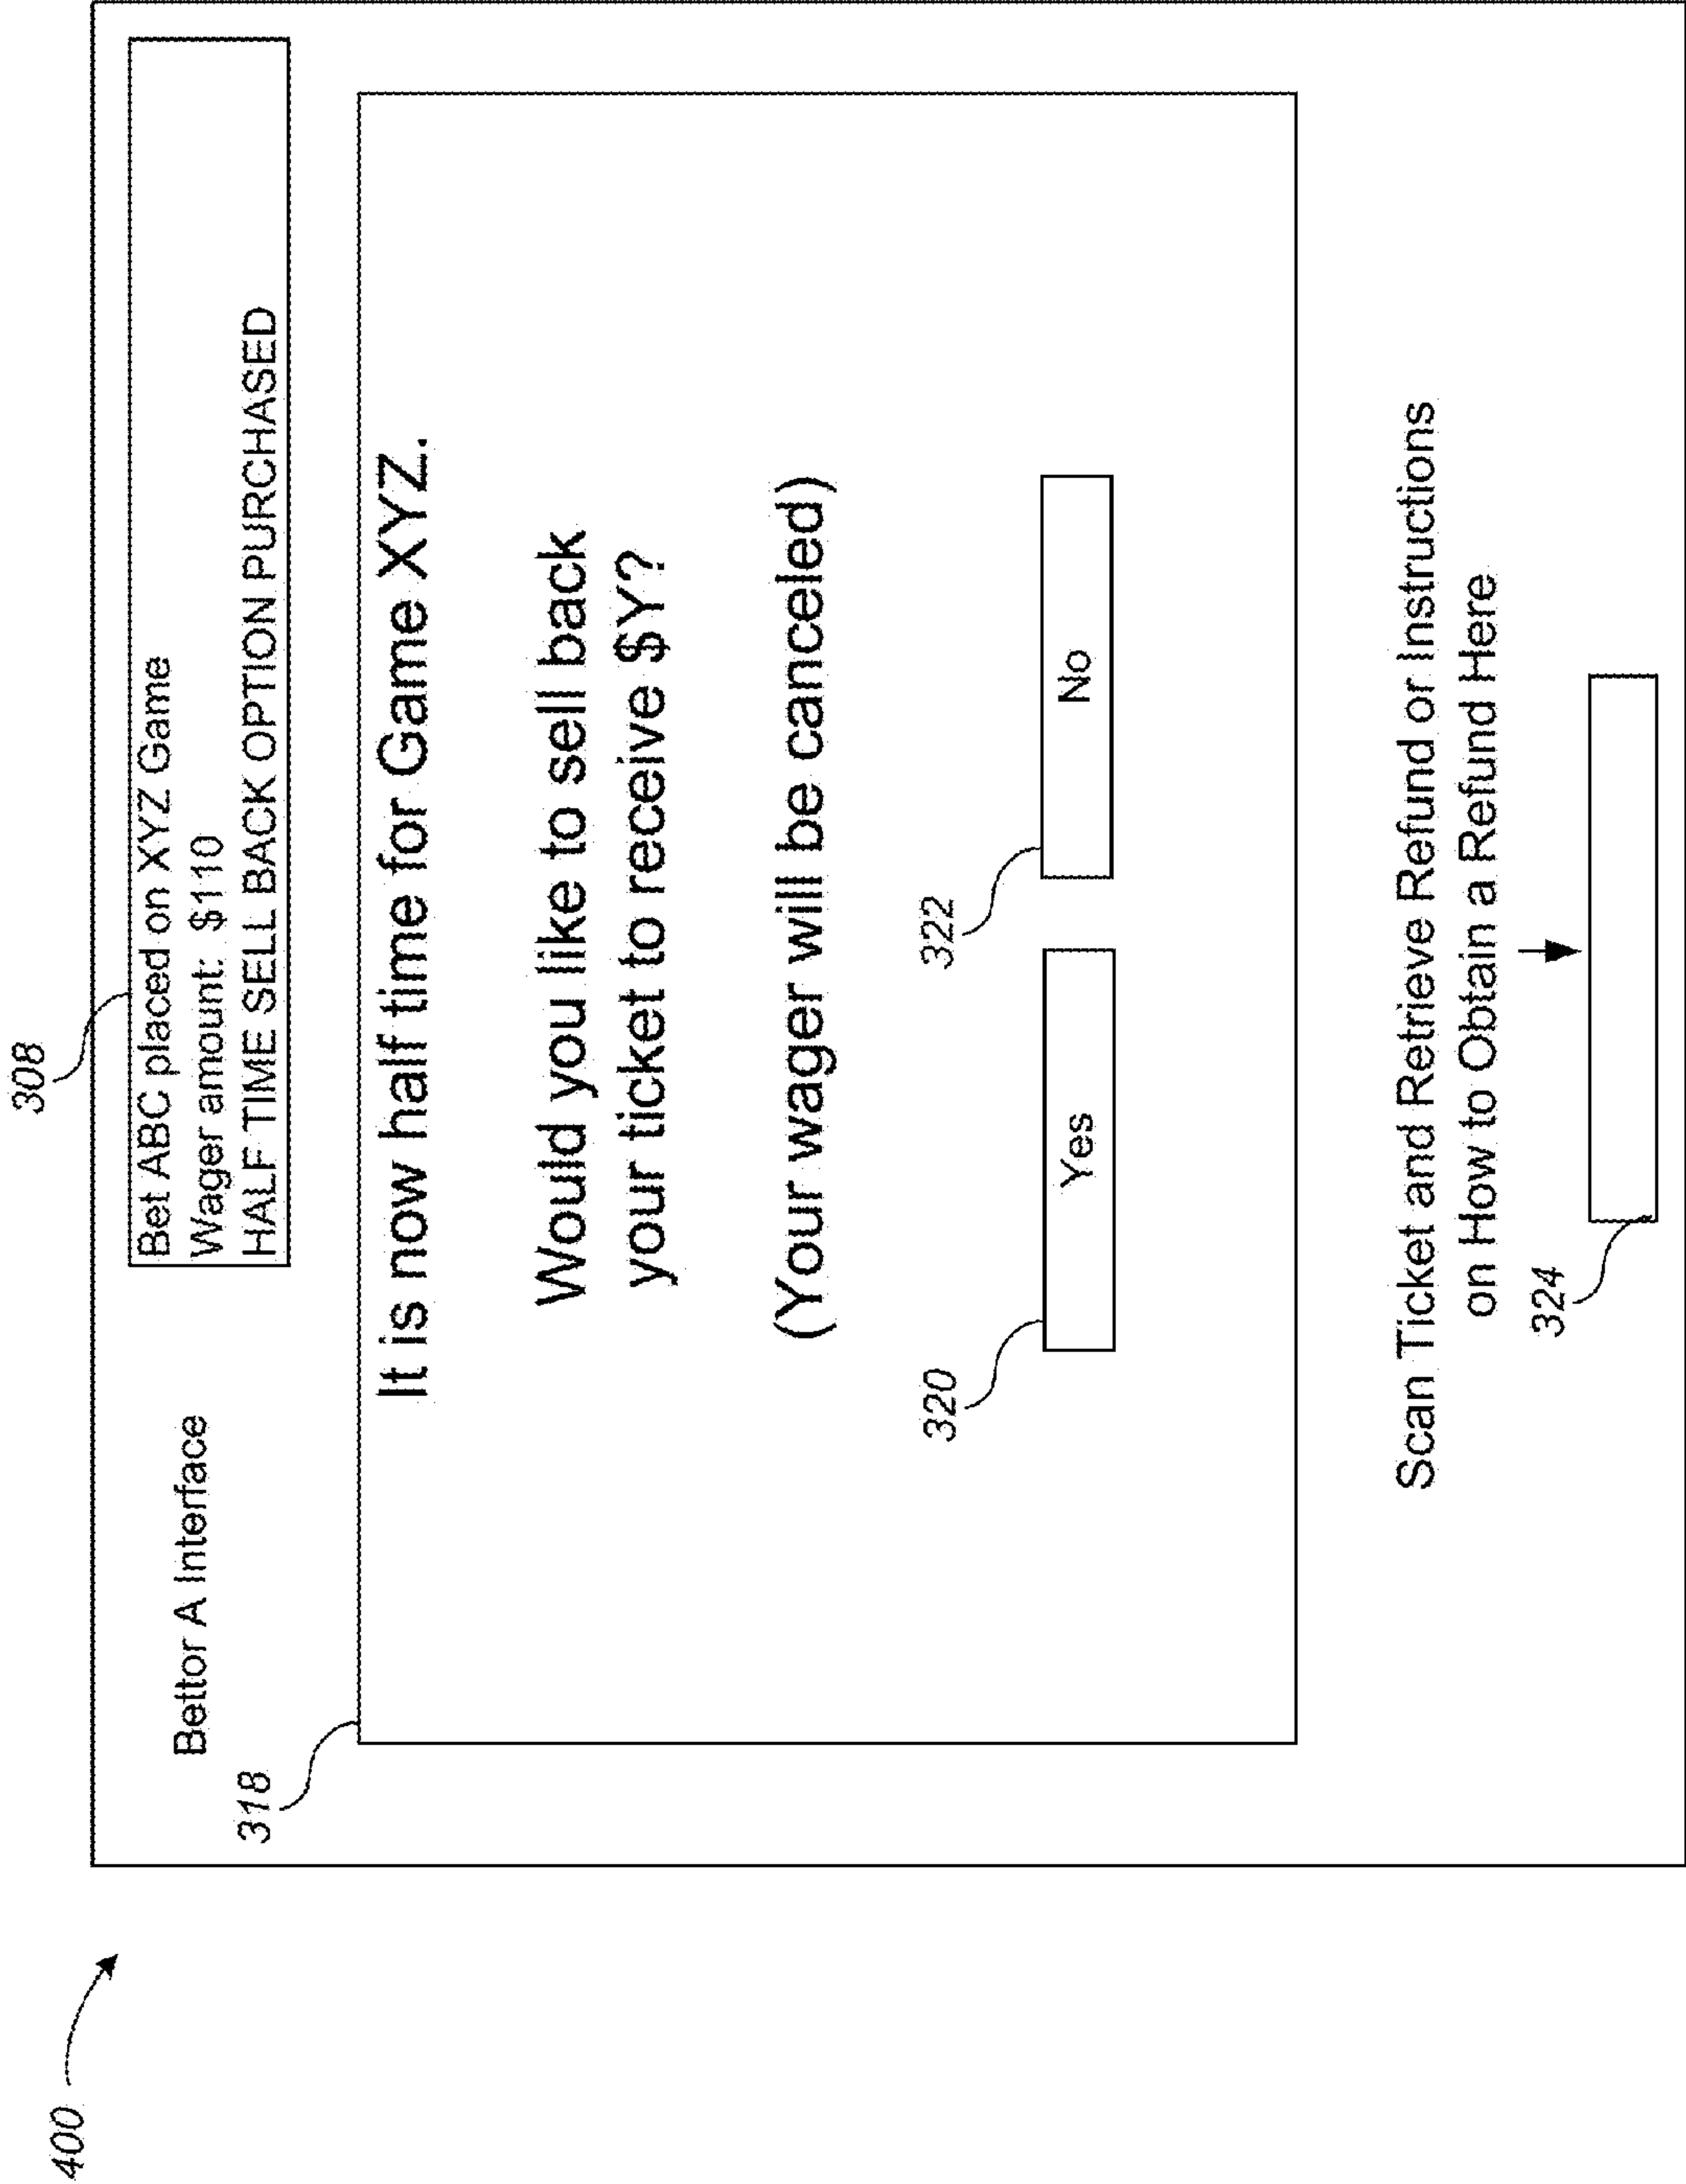 400
308
Bettor A Interface
Bet ABC placed on XYZ Game
Wager amount: $110
HALF TIME SELL BACK OPTION PURCHASED
318
It is now half time for Game XYZ.
Would you like to sell back
your ticket to receive $Y?
(Your wager will be canceled)
320
322
Yes
No
Scan Ticket and Retrieve Refund or Instructions
on How to Obtain a Refund Here
324